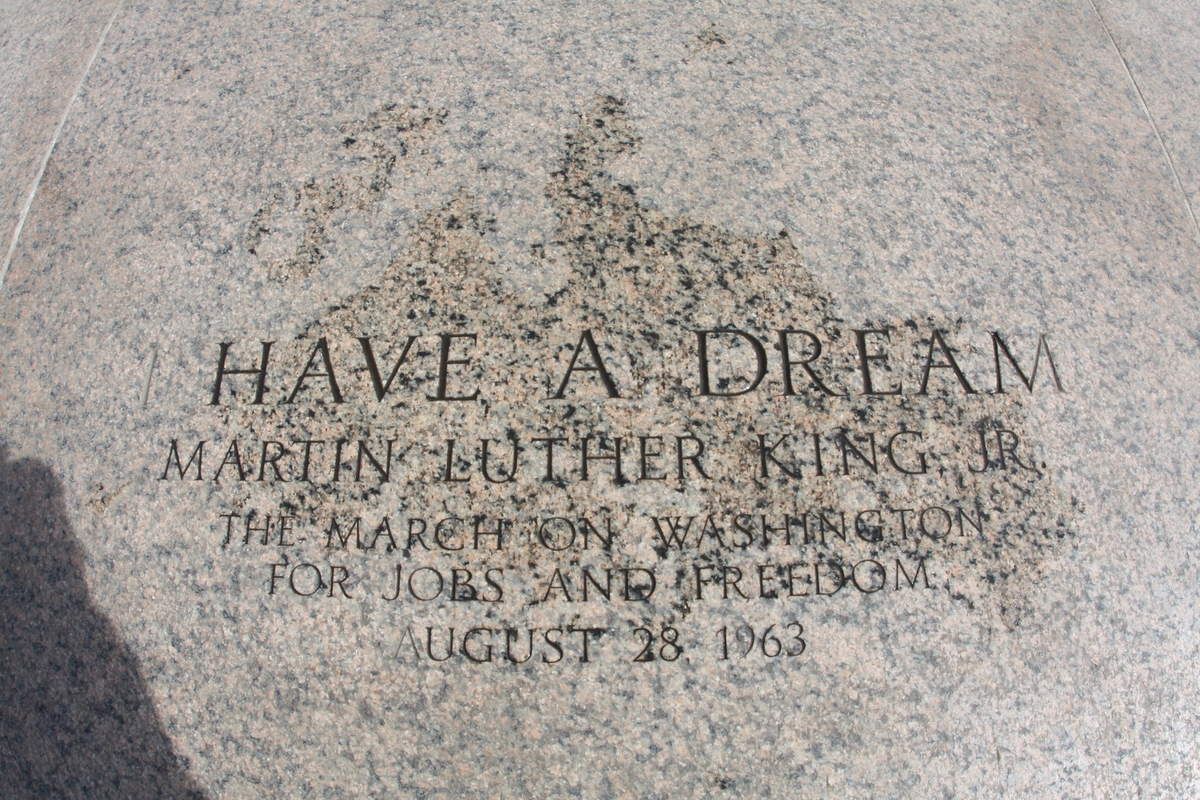 I HAVE A DREAM
MARTIN LUTHER KING, JR.
THE MARCH ON WASHINGTON
FOR JOBS AND FREEDOM
AUGUST 28, 1963